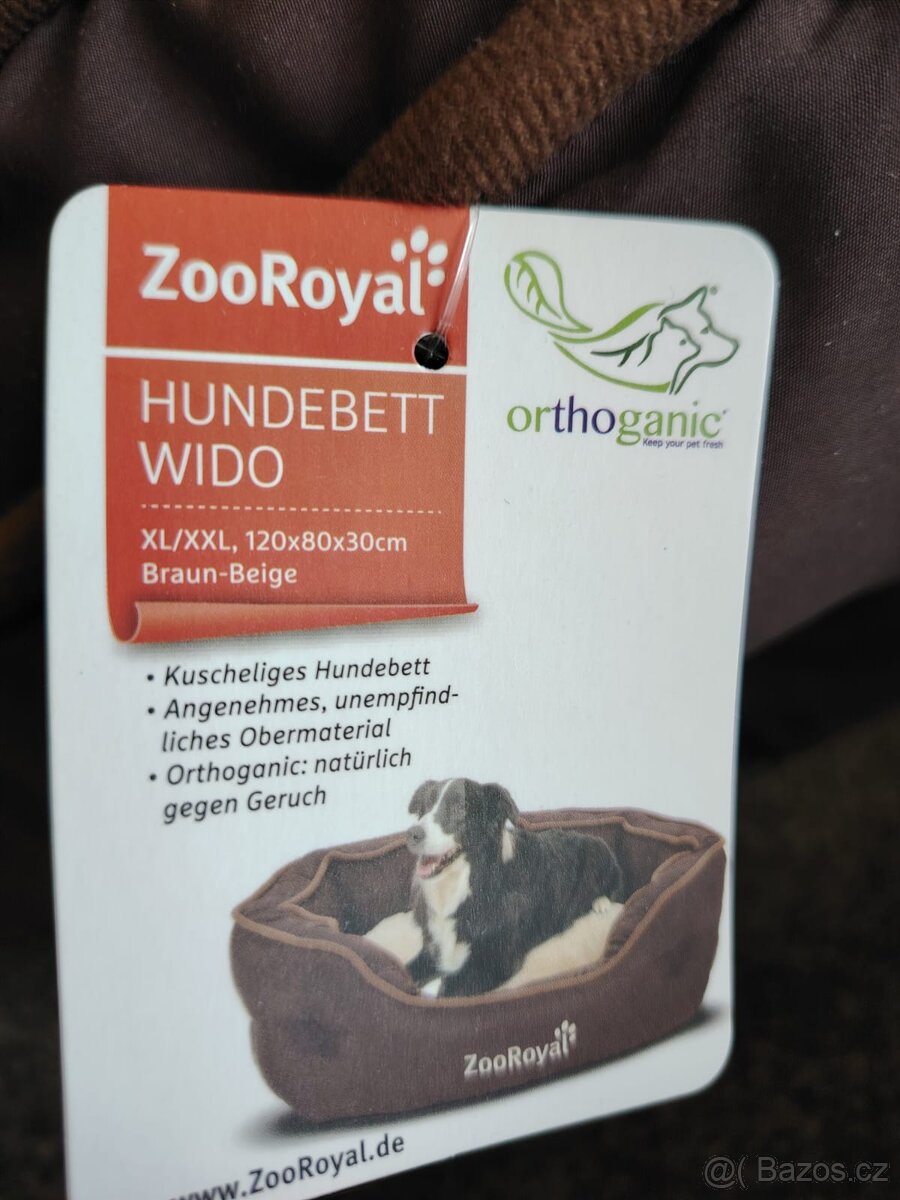 ZooRoyal
HUNDEBETT
WIDO
XL/XXL, 120x80x30cm
Braun-Beige
orthoganic®
Keep your pet fresh
• Kuscheliges Hundebett
• Angenehmes, unempfind-
liches Obermaterial
• Orthoganic: natürlich
gegen Geruch
ZooRoyal
www.ZooRoyal.de
@( Bazos.cz